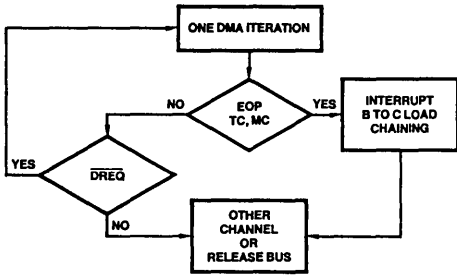 ONE DMA ITERATION
NO
EOP
TC, MC
YES
INTERRUPT
B TO C LOAD
CHAINING
YES
D̅R̅E̅Q̅
NO
OTHER
CHANNEL
OR
RELEASE BUS